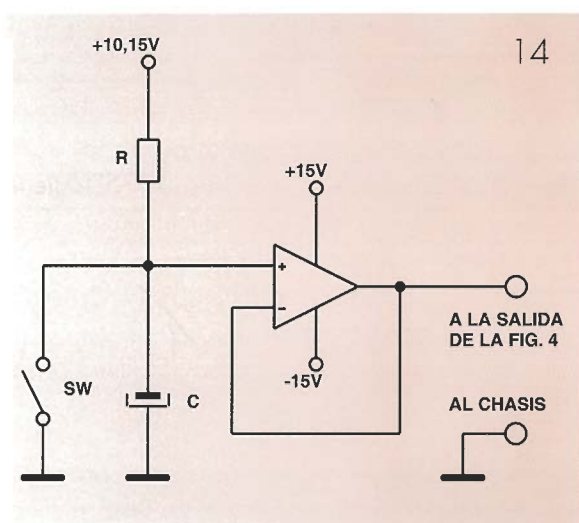 +10,15V
14
R
+15V
+
-
-15V
A LA SALIDA
DE LA FIG. 4
SW
C
AL CHASIS